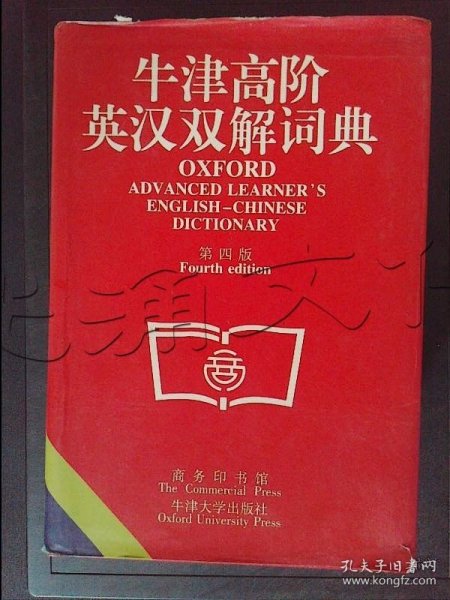 牛津高阶
英汉双解词典
OXFORD
ADVANCED LEARNER'S
ENGLISH-CHINESE
DICTIONARY
第四版
Fourth edition
商务印书馆
The Commercial Press
牛津大学出版社
Oxford University Press
孔夫子旧书网
www.kongfz.com